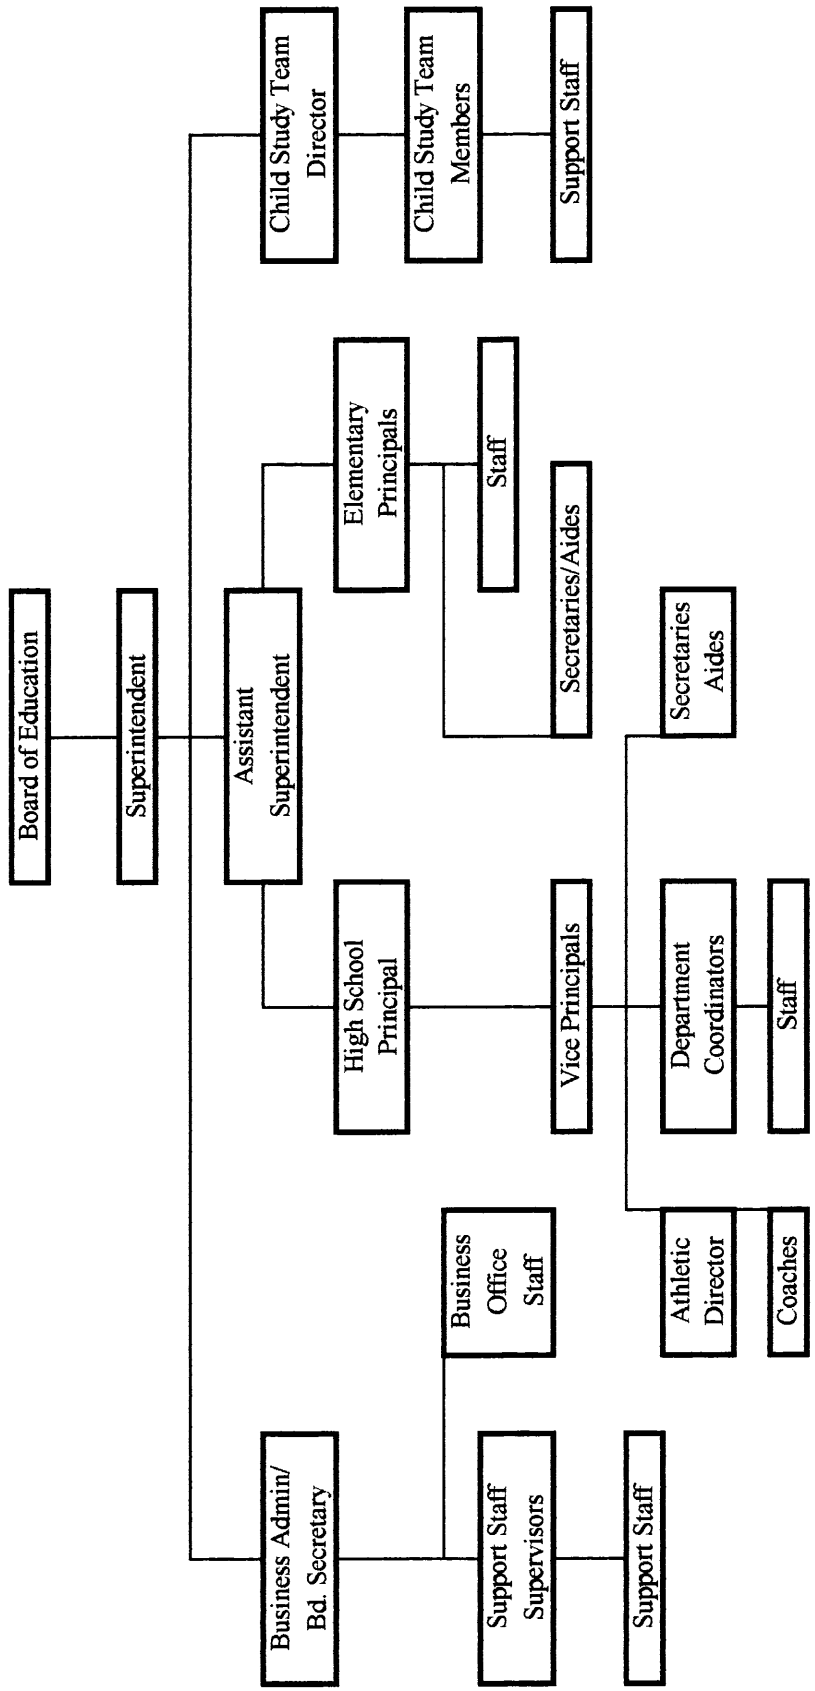 Board of Education
Superintendent
Assistant
Superintendent
Business Admin/
Bd. Secretary
Child Study Team
Director
High School
Principal
Elementary
Principals
Child Study Team
Members
Business
Office
Staff
Support Staff
Supervisors
Staff
Vice Principals
Secretaries/Aides
Support Staff
Support Staff
Athletic
Director
Department
Coordinators
Secretaries
Aides
Coaches
Staff